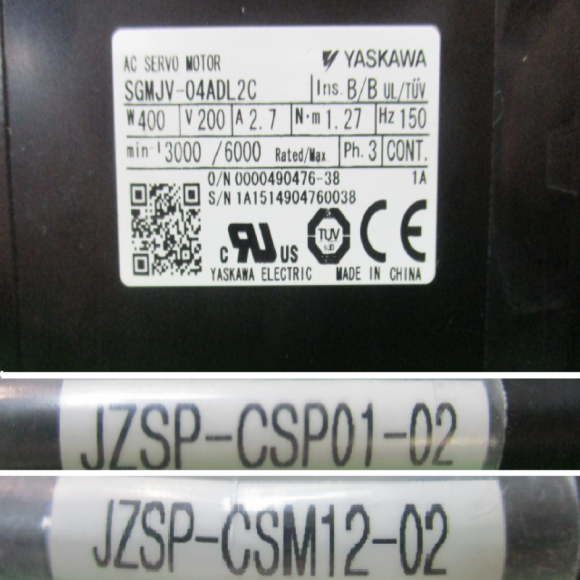 AC SERVO MOTOR YASKAWA
SGMJV-04ADL2C Ins. B/B UL/TÜV
W 400 V 200 A 2.7 N·m 1.27 Hz 150
min-1 3000 /6000 Rated/Max Ph. 3 CONT.
O/N 0000490476-38 1A
S/N 1A1514904760038
c RU US TÜV SÜD CE
YASKAWA ELECTRIC MADE IN CHINA
JZSP-CSP01-02
JZSP-CSM12-02